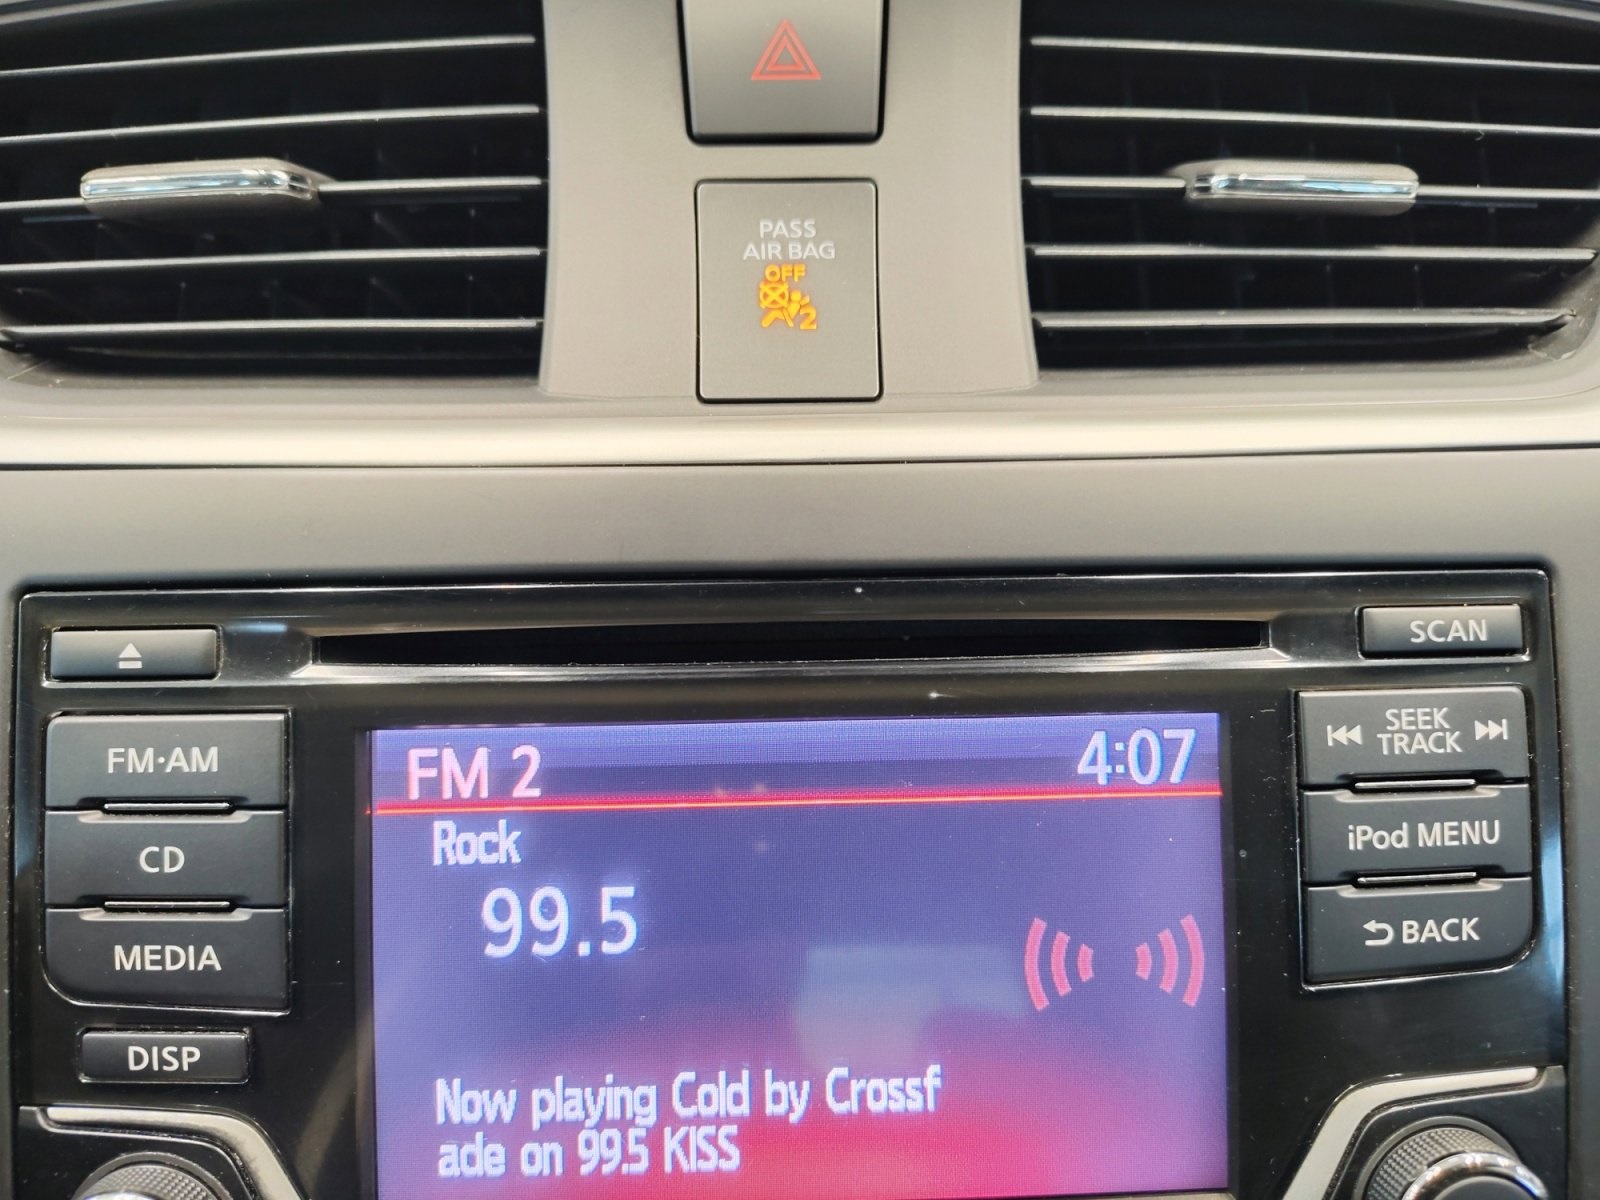 PASS
AIR BAG
OFF
2
SCAN
FM·AM
CD
MEDIA
DISP
FM 2 4:07
Rock
99.5
Now playing Cold by Crossf
ade on 99.5 KISS
SEEK
TRACK
iPod MENU
BACK